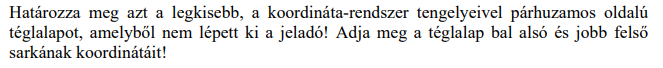 Határozza meg azt a legkisebb, a koordináta-rendszer tengelyeivel párhuzamos oldalú
téglalapot, amelyből nem lépett ki a jeladó! Adja meg a téglalap bal alsó és jobb felső
sarkának koordinátáit!